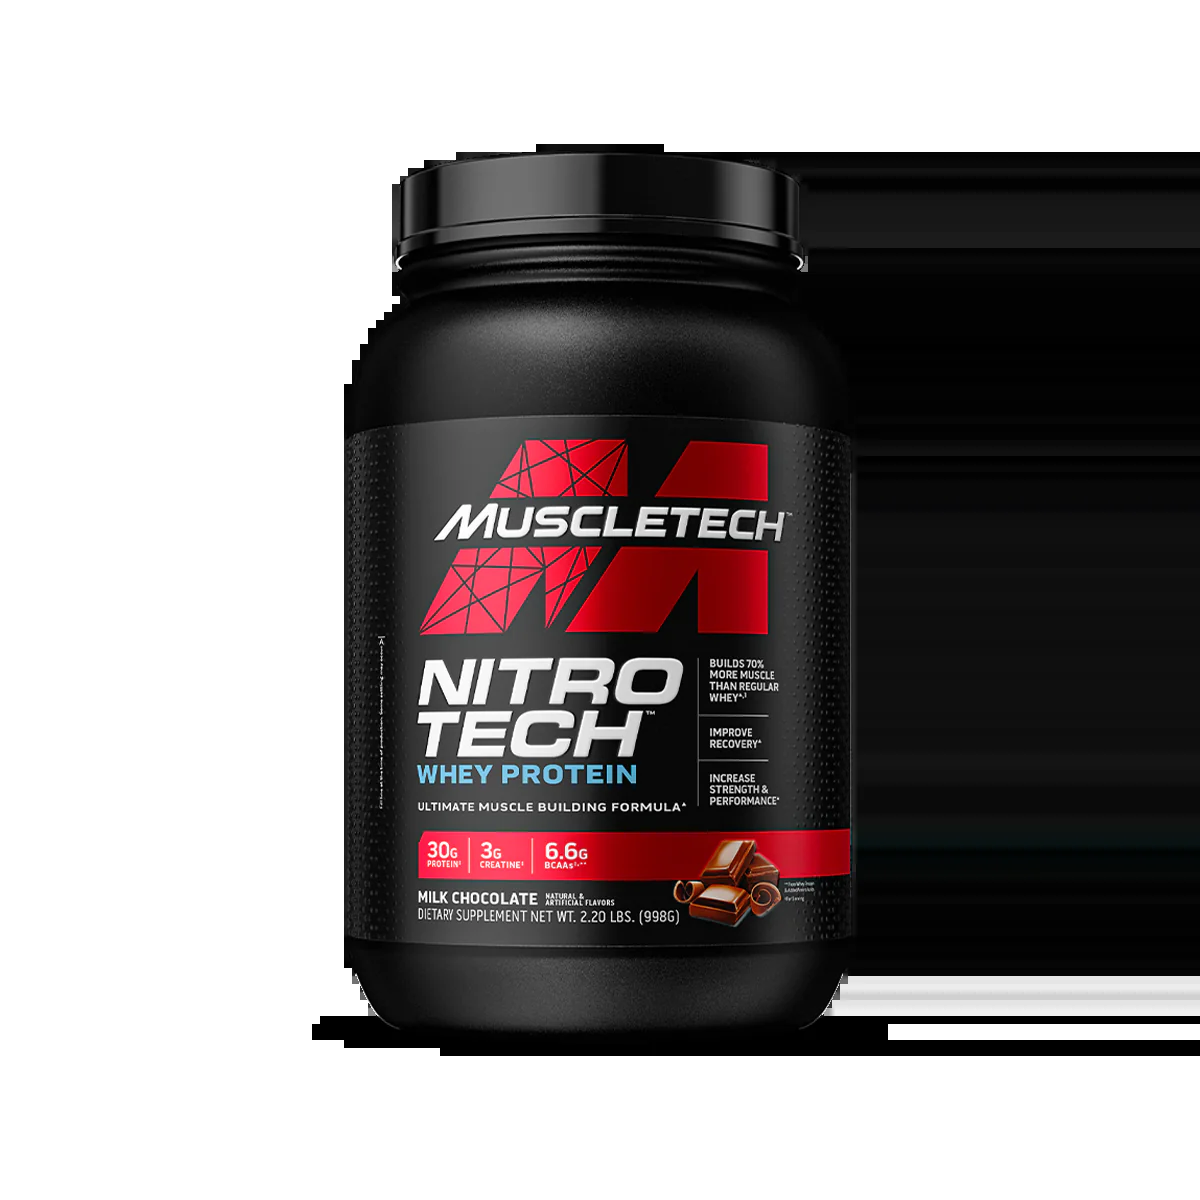 MUSCLETECH™
NITRO
TECH™
WHEY PROTEIN
ULTIMATE MUSCLE BUILDING FORMULA
BUILDS 70%
MORE MUSCLE
THAN REGULAR
WHEY
IMPROVE
RECOVERY
INCREASE
STRENGTH &
PERFORMANCE
30G
PROTEIN
3G
CREATINE
6.6G
BCAAs
MILK CHOCOLATE
NATURAL &
ARTIFICIAL FLAVORS
DIETARY SUPPLEMENT NET WT. 2.20 LBS. (998G)